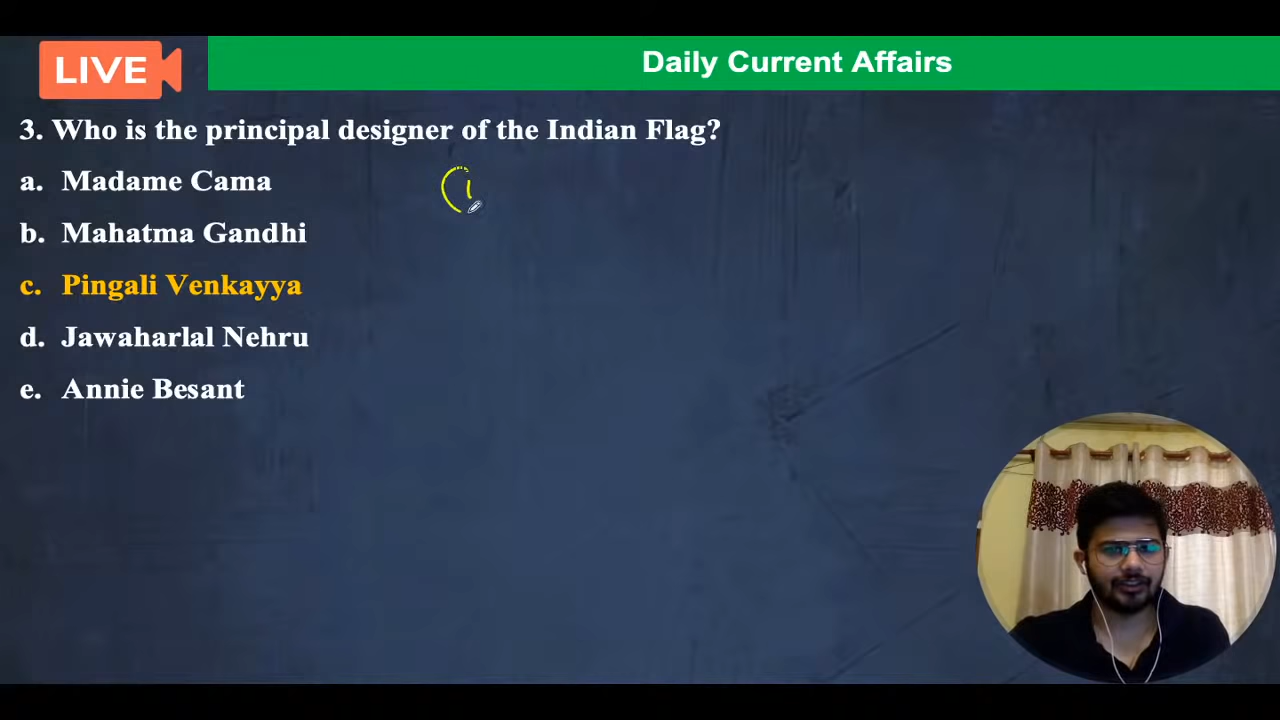 LIVE
Daily Current Affairs
3. Who is the principal designer of the Indian Flag?
a. Madame Cama
b. Mahatma Gandhi
c. Pingali Venkayya
d. Jawaharlal Nehru
e. Annie Besant